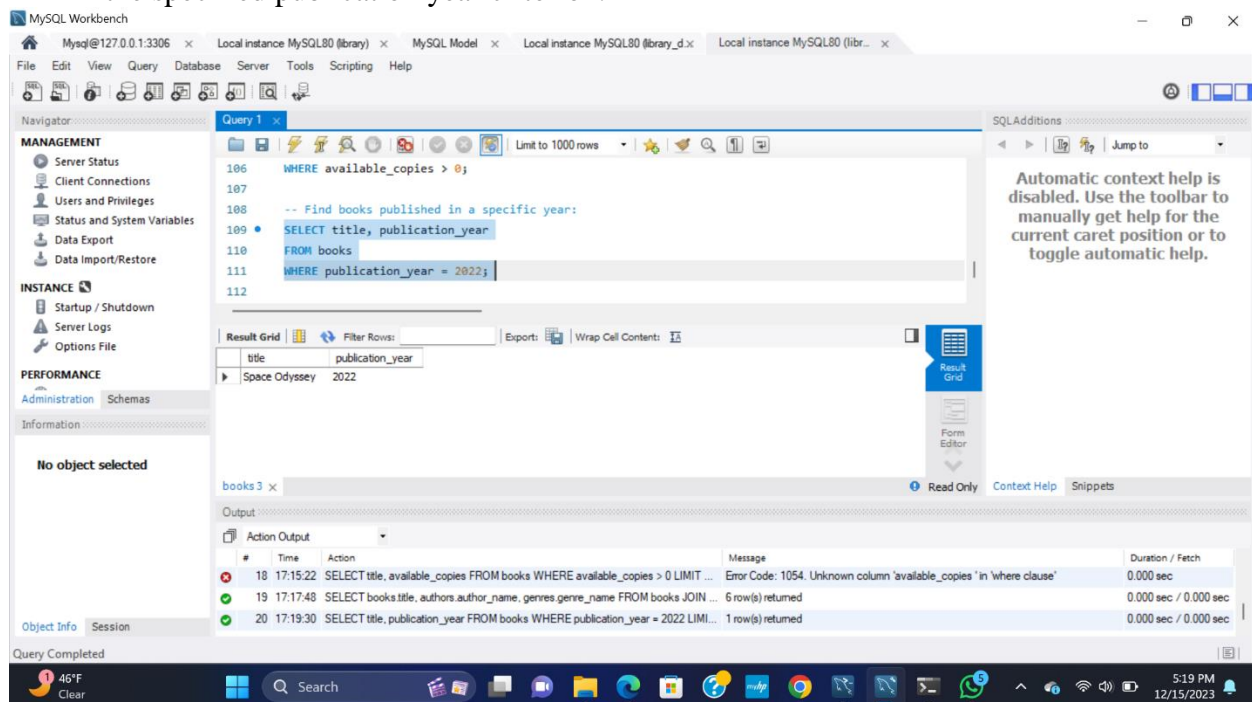 MySQL Workbench
Mysql@127.0.0.1:3306 × Local instance MySQL80 (library) × MySQL Model × Local instance MySQL80 (library_d.× Local instance MySQL80 (libr... ×
File Edit View Query Database Server Tools Scripting Help
Navigator
Query 1 ×
SQLAdditions
MANAGEMENT
Server Status
Client Connections
Users and Privileges
Status and System Variables
Data Export
Data Import/Restore
INSTANCE
Startup / Shutdown
Server Logs
Options File
PERFORMANCE
Administration Schemas
Information
No object selected
Object Info Session
Limit to 1000 rows
106 WHERE available_copies > 0;
107
108 -- Find books published in a specific year:
109 SELECT title, publication_year
110 FROM books
111 WHERE publication_year = 2022;
112
Result Grid Filter Rows: Export: Wrap Cell Content:
title publication_year
Space Odyssey 2022
Result
Grid
Form
Editor
books 3 ×
Read Only
Jump to
Automatic context help is
disabled. Use the toolbar to
manually get help for the
current caret position or to
toggle automatic help.
Context Help Snippets
Output
Action Output
# Time Action Message Duration / Fetch
18 17:15:22 SELECT title, available_copies FROM books WHERE available_copies > 0 LIMIT ... Error Code: 1054. Unknown column 'available_copies ' in 'where clause' 0.000 sec
19 17:17:48 SELECT books.title, authors.author_name, genres.genre_name FROM books JOIN ... 6 row(s) returned 0.000 sec / 0.000 sec
20 17:19:30 SELECT title, publication_year FROM books WHERE publication_year = 2022 LIMI... 1 row(s) returned 0.000 sec / 0.000 sec
Query Completed
1
46°F
Clear
Search
myhp
5
5:19 PM
12/15/2023